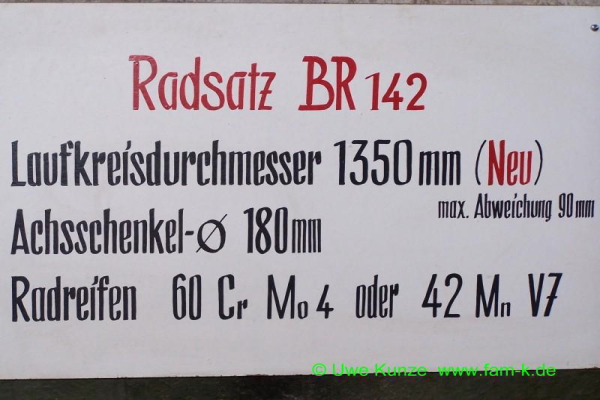 Radsatz BR 142
Laufkreisdurchmesser 1350 mm (Neu)
max. Abweichung 90 mm
Achsschenkel-Ø 180 mm
Radreifen 60 Cr Mo 4 oder 42 Mn V7
© Uwe Kunze www.fam-k.de